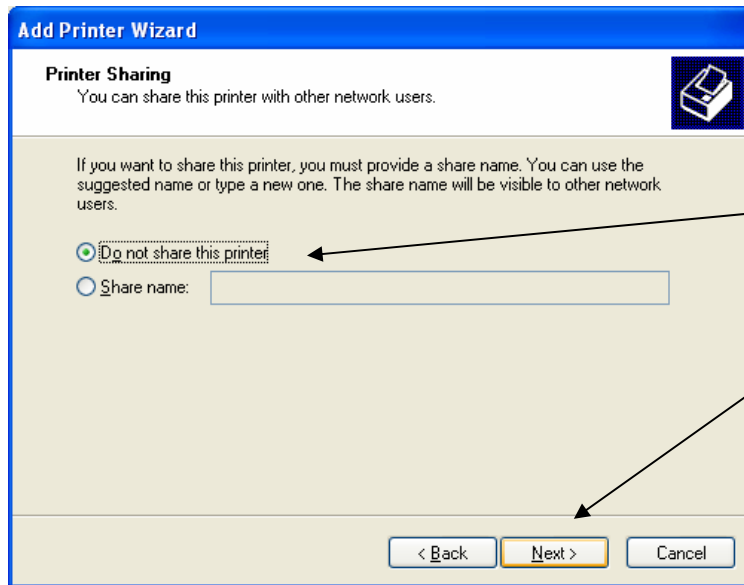 Add Printer Wizard
Printer Sharing
You can share this printer with other network users.
If you want to share this printer, you must provide a share name. You can use the
suggested name or type a new one. The share name will be visible to other network
users.
Do not share this printer
Share name:
< Back Next > Cancel